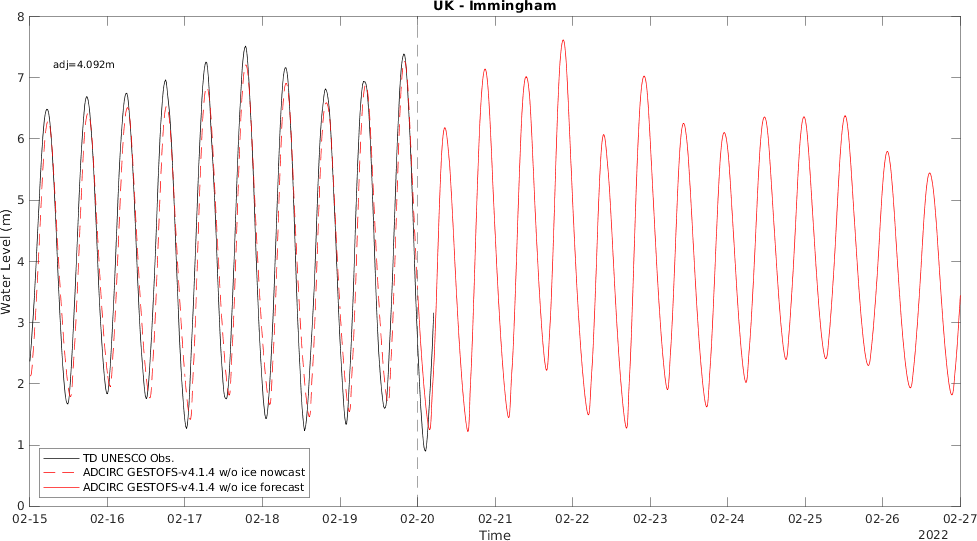 UK - Immingham
8
7
6
5
4
3
2
1
0
Water Level (m)
adj=4.092m
TD UNESCO Obs.
ADCIRC GESTOFS-v4.1.4 w/o ice nowcast
ADCIRC GESTOFS-v4.1.4 w/o ice forecast
02-15 02-16 02-17 02-18 02-19 02-20 02-21 02-22 02-23 02-24 02-25 02-26 02-27
Time
2022